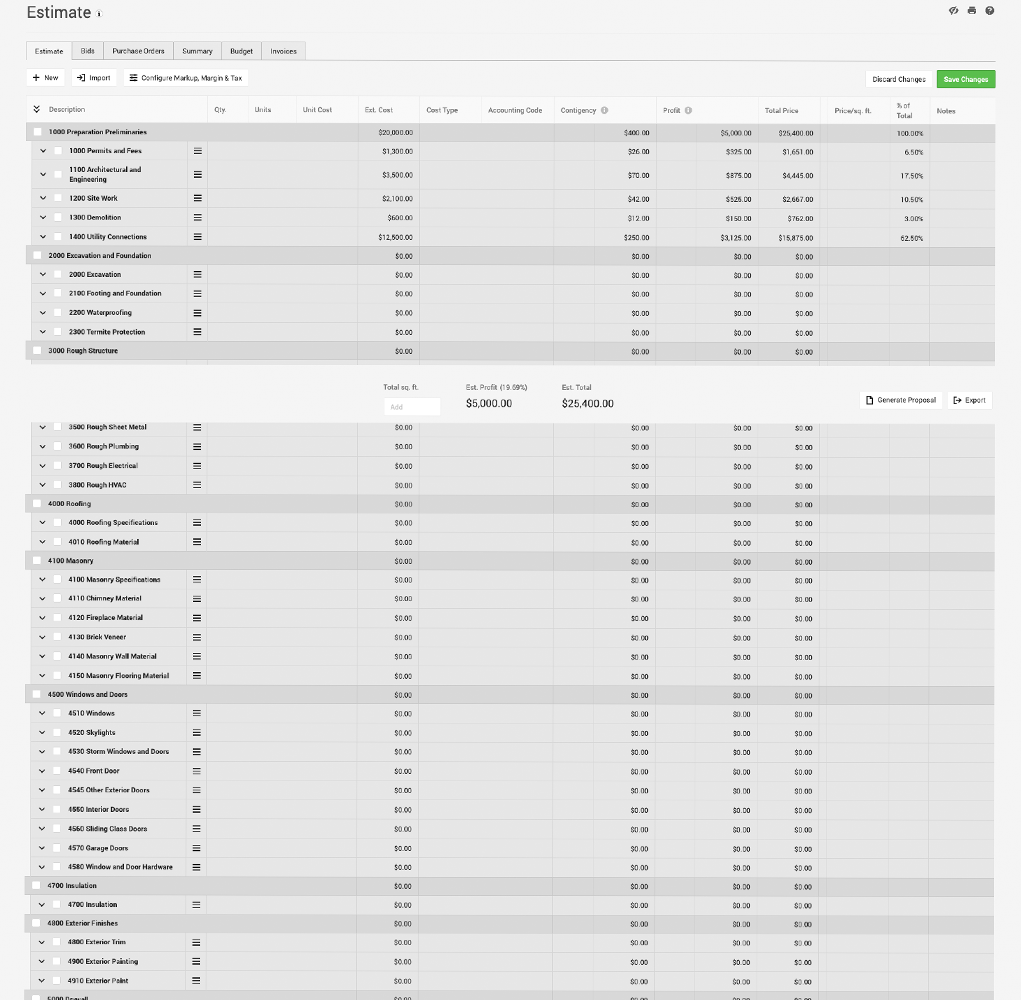 Estimate
Estimate Bids Purchase Orders Summary Budget Invoices
+ New Import Configure Markup, Margin & Tax Discard Changes Save Changes
Description Qty. Units Unit Cost Ext. Cost Cost Type Accounting Code Contigency Profit Total Price Price/sq. ft. % of Total Notes
1000 Preparation Preliminaries $20,000.00 $400.00 $5,000.00 $25,400.00 100.00%
1000 Permits and Fees $1,300.00 $26.00 $325.00 $1,651.00 6.50%
1100 Architectural and
Engineering $3,500.00 $70.00 $875.00 $4,445.00 17.50%
1200 Site Work $2,100.00 $42.00 $525.00 $2,667.00 10.50%
1300 Demolition $600.00 $12.00 $150.00 $762.00 3.00%
1400 Utility Connections $12,500.00 $250.00 $3,125.00 $15,875.00 62.50%
2000 Excavation and Foundation $0.00 $0.00 $0.00 $0.00
2000 Excavation $0.00 $0.00 $0.00 $0.00
2100 Footing and Foundation $0.00 $0.00 $0.00 $0.00
2200 Waterproofing $0.00 $0.00 $0.00 $0.00
2300 Termite Protection $0.00 $0.00 $0.00 $0.00
3000 Rough Structure $0.00 $0.00 $0.00 $0.00
Total sq. ft. Est. Profit (19.69%) Est. Total
Add $5,000.00 $25,400.00 Generate Proposal Export
3500 Rough Sheet Metal $0.00 $0.00 $0.00 $0.00
3600 Rough Plumbing $0.00 $0.00 $0.00 $0.00
3700 Rough Electrical $0.00 $0.00 $0.00 $0.00
3800 Rough HVAC $0.00 $0.00 $0.00 $0.00
4000 Roofing $0.00 $0.00 $0.00 $0.00
4000 Roofing Specifications $0.00 $0.00 $0.00 $0.00
4010 Roofing Material $0.00 $0.00 $0.00 $0.00
4100 Masonry $0.00 $0.00 $0.00 $0.00
4100 Masonry Specifications $0.00 $0.00 $0.00 $0.00
4110 Chimney Material $0.00 $0.00 $0.00 $0.00
4120 Fireplace Material $0.00 $0.00 $0.00 $0.00
4130 Brick Veneer $0.00 $0.00 $0.00 $0.00
4140 Masonry Wall Material $0.00 $0.00 $0.00 $0.00
4150 Masonry Flooring Material $0.00 $0.00 $0.00 $0.00
4500 Windows and Doors $0.00 $0.00 $0.00 $0.00
4510 Windows $0.00 $0.00 $0.00 $0.00
4520 Skylights $0.00 $0.00 $0.00 $0.00
4530 Storm Windows and Doors $0.00 $0.00 $0.00 $0.00
4540 Front Door $0.00 $0.00 $0.00 $0.00
4545 Other Exterior Doors $0.00 $0.00 $0.00 $0.00
4550 Interior Doors $0.00 $0.00 $0.00 $0.00
4560 Sliding Glass Doors $0.00 $0.00 $0.00 $0.00
4570 Garage Doors $0.00 $0.00 $0.00 $0.00
4580 Window and Door Hardware $0.00 $0.00 $0.00 $0.00
4700 Insulation $0.00 $0.00 $0.00 $0.00
4700 Insulation $0.00 $0.00 $0.00 $0.00
4800 Exterior Finishes $0.00 $0.00 $0.00 $0.00
4800 Exterior Trim $0.00 $0.00 $0.00 $0.00
4900 Exterior Painting $0.00 $0.00 $0.00 $0.00
4910 Exterior Paint $0.00 $0.00 $0.00 $0.00
5000 Drywall $0.00 $0.00 $0.00 $0.00